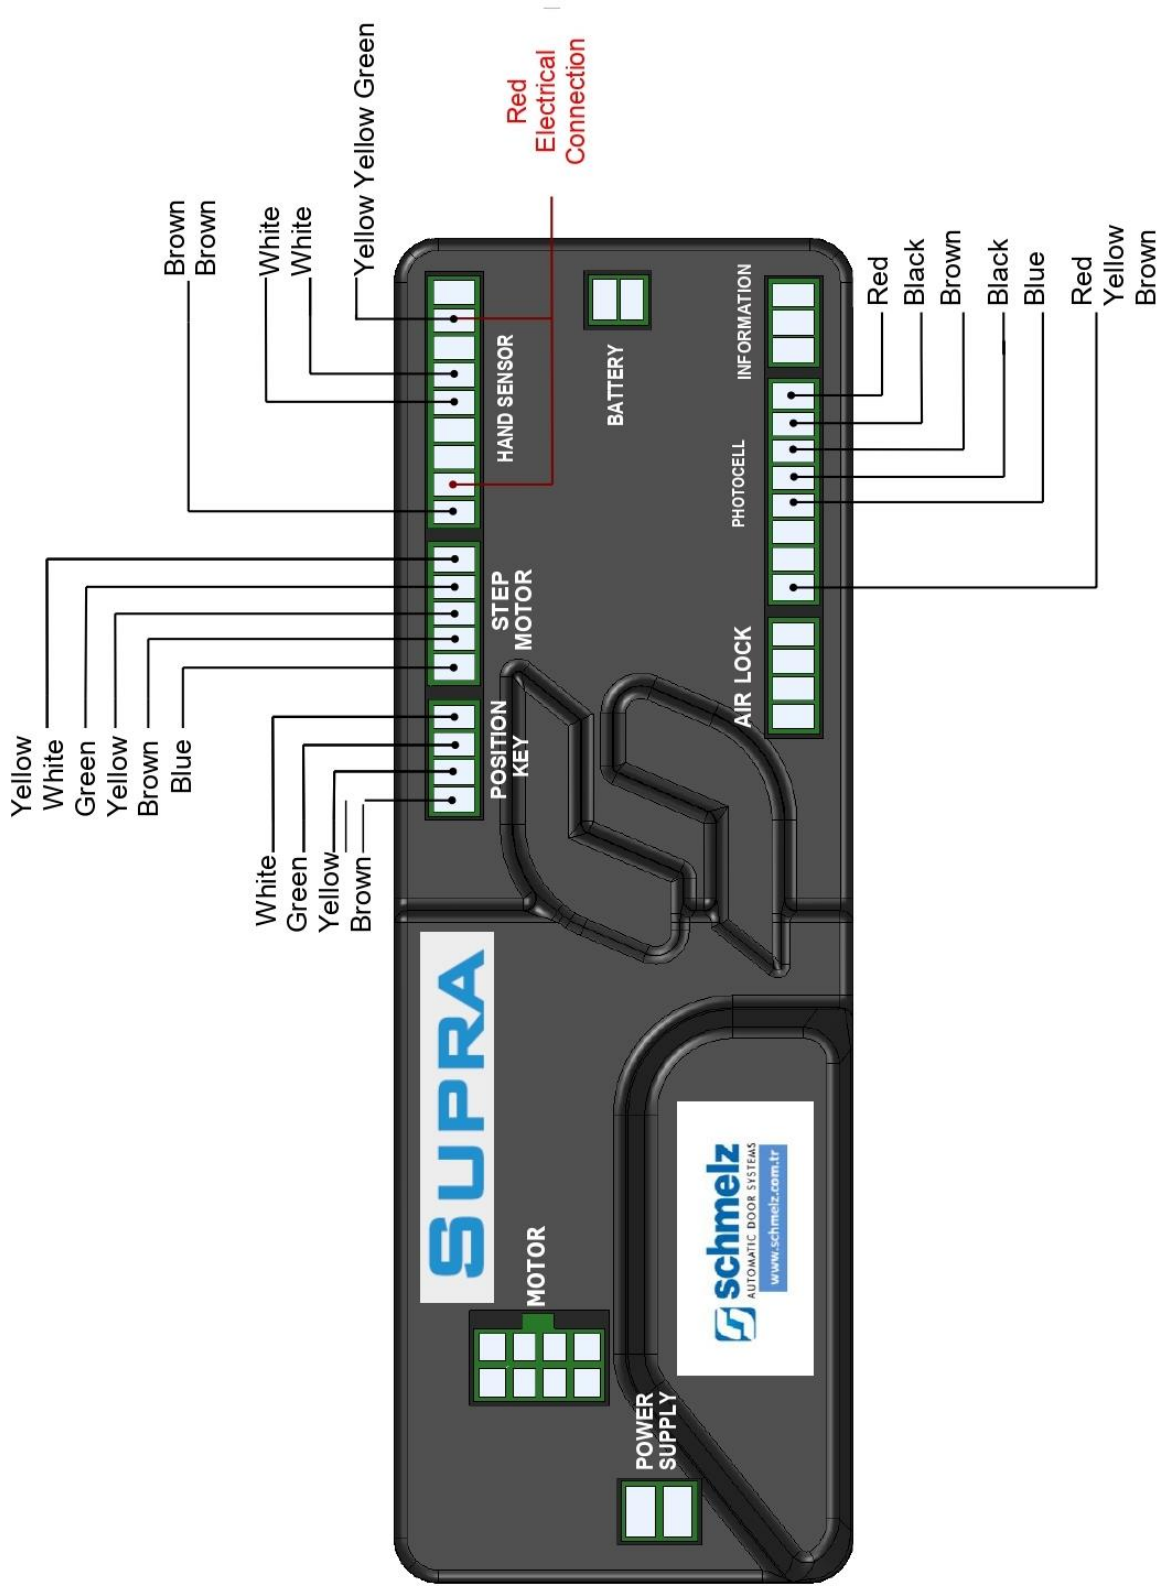 Yellow
White
Green
Yellow
Brown
Blue
White
Green
Yellow
Brown
Brown
Brown
White
White
Yellow Yellow Green
Red
Electrical
Connection
SUPRA
POSITION
KEY
STEP
MOTOR
HAND SENSOR
MOTOR
BATTERY
POWER
SUPPLY
schmelz
AUTOMATIC DOOR SYSTEMS
www.schmelz.com.tr
AIR LOCK
PHOTOCELL
INFORMATION
Red
Black
Brown
Black
Blue
Red
Yellow
Brown